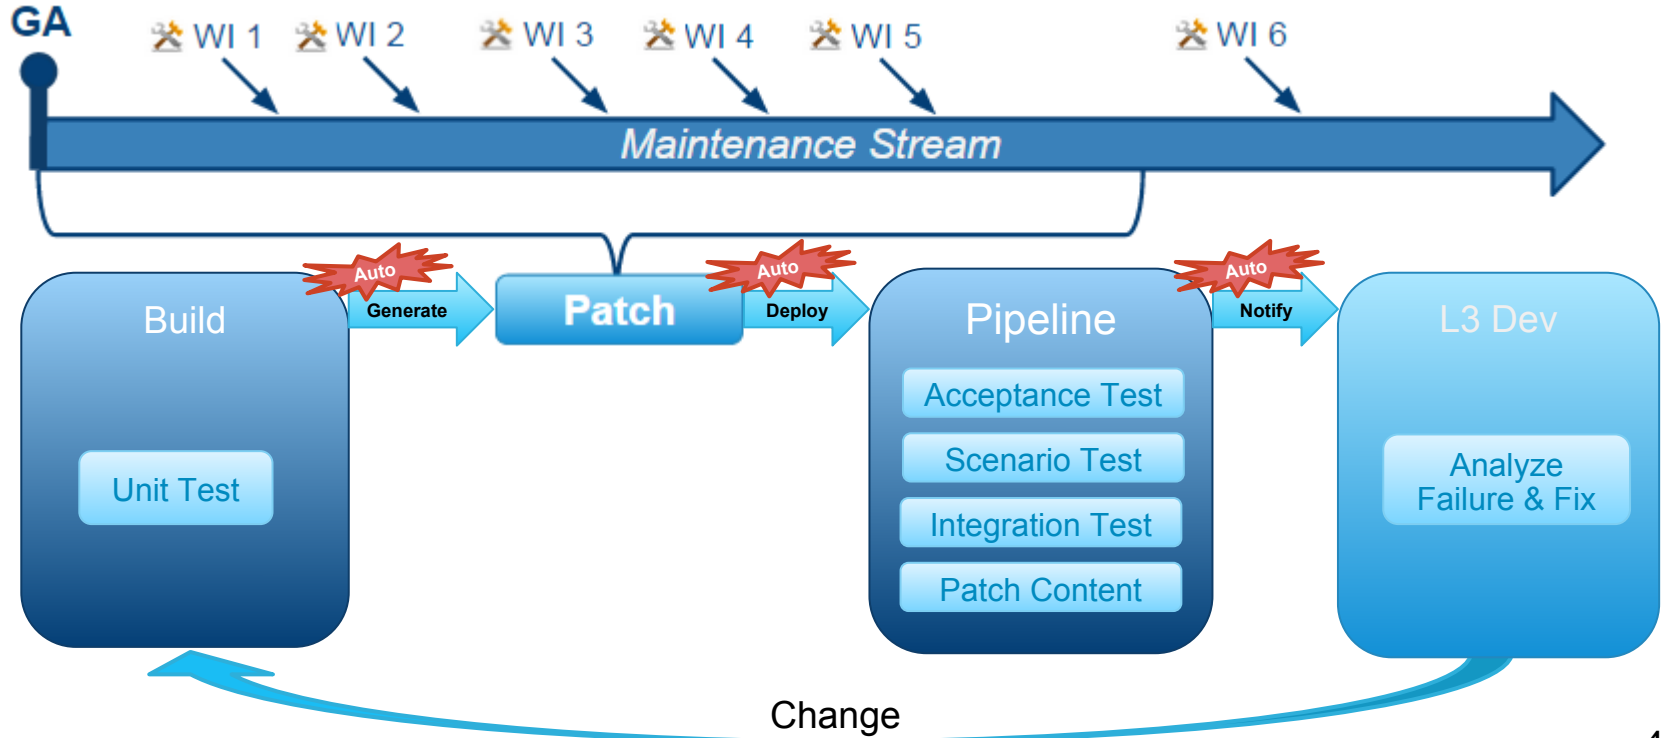 GA
WI 1
WI 2
WI 3
WI 4
WI 5
WI 6
Maintenance Stream
Build
Unit Test
Auto
Generate
Patch
Auto
Deploy
Pipeline
Acceptance Test
Scenario Test
Integration Test
Patch Content
Auto
Notify
L3 Dev
Analyze
Failure & Fix
Change